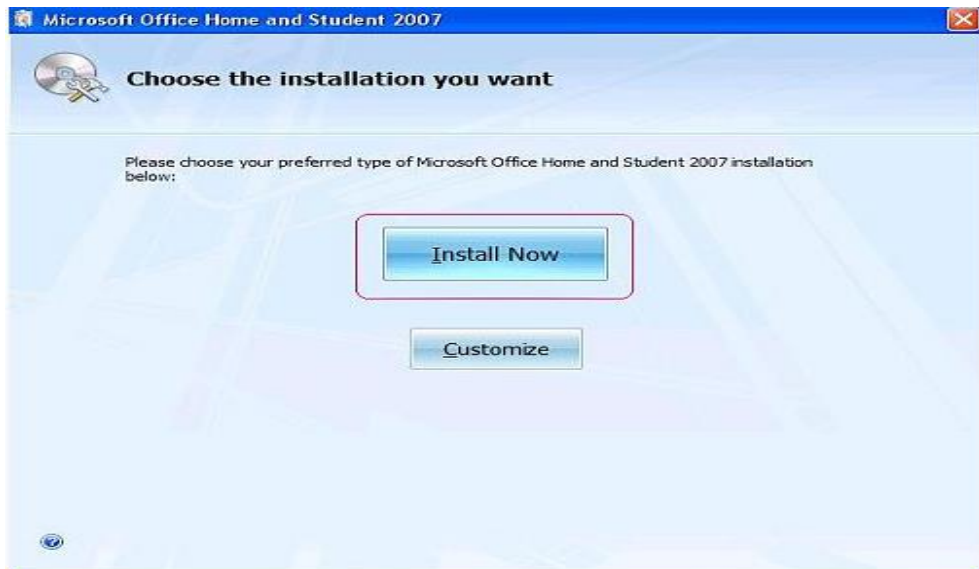 Microsoft Office Home and Student 2007
Choose the installation you want
Please choose your preferred type of Microsoft Office Home and Student 2007 installation
below:
Install Now
Customize